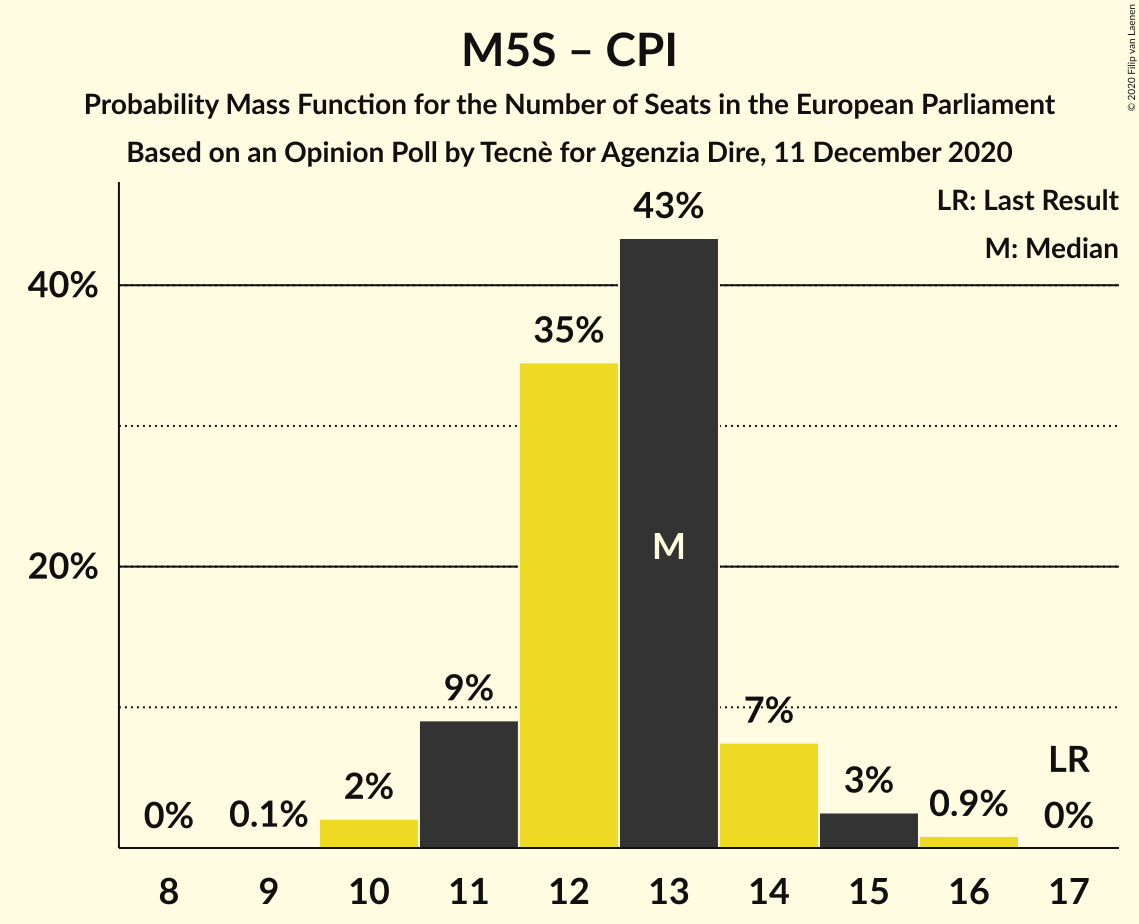 M5S – CPI
Probability Mass Function for the Number of Seats in the European Parliament
Based on an Opinion Poll by Tecnè for Agenzia Dire, 11 December 2020
© 2020 Filip van Laenen
LR: Last Result
M: Median
43%
40%
35%
M
20%
9%
7%
LR
0%
0.1%
2%
3%
0.9%
0%
8 9 10 11 12 13 14 15 16 17